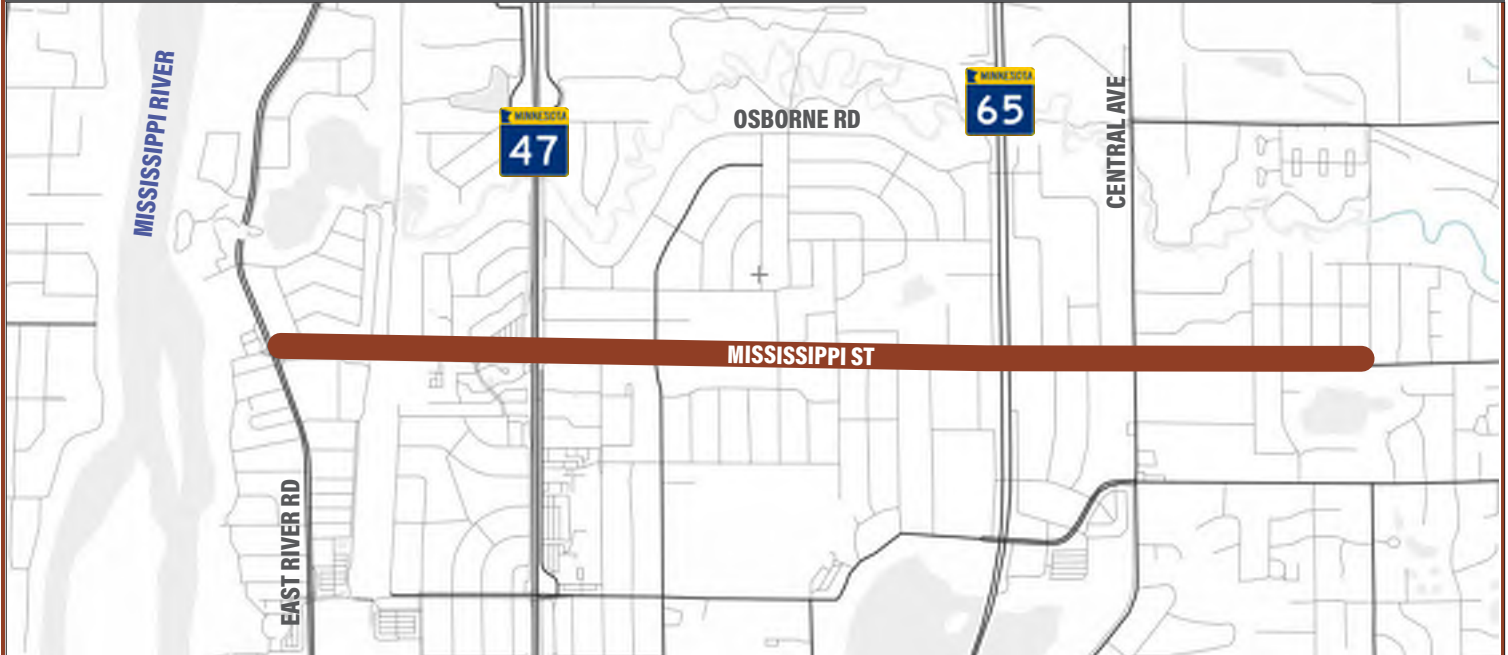 MISSISSIPPI RIVER
MINNESOTA
47
OSBORNE RD
MINNESOTA
65
CENTRAL AVE
MISSISSIPPI ST
EAST RIVER RD